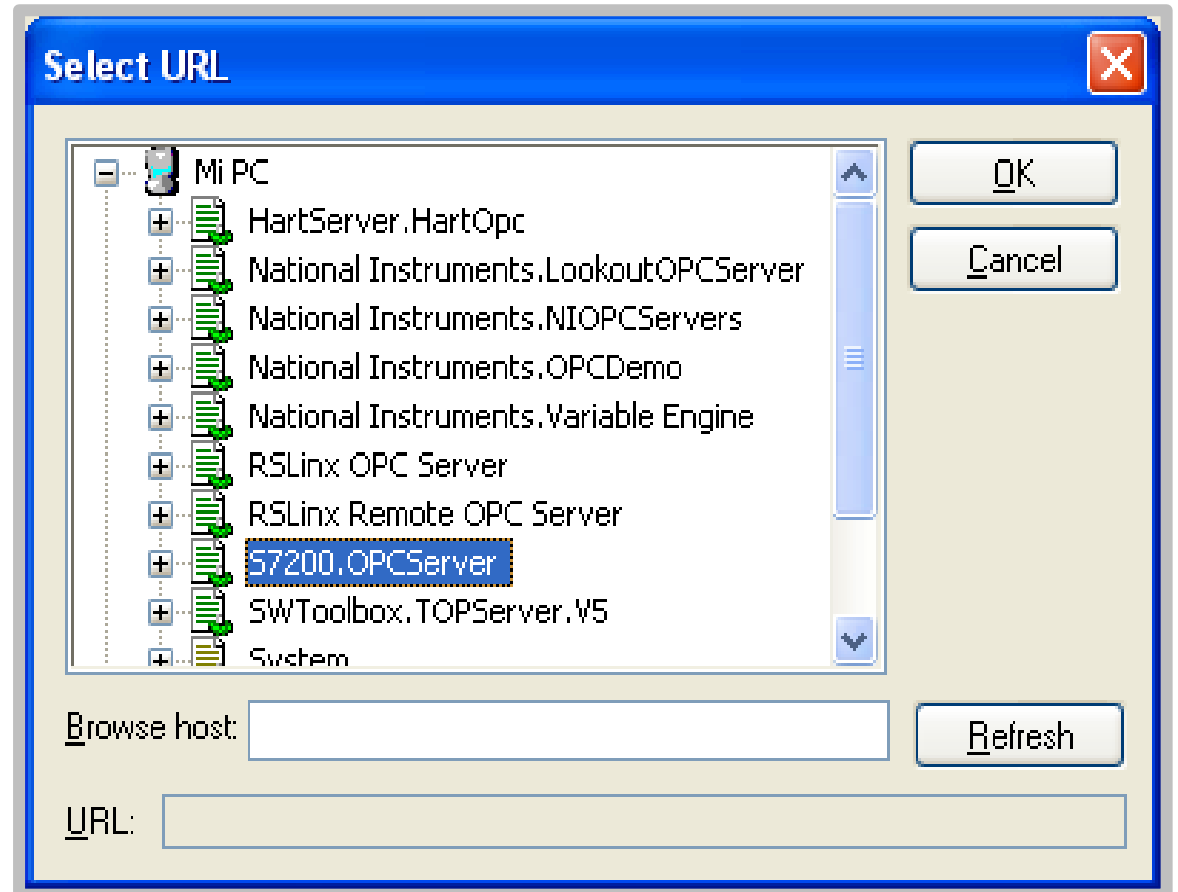 Select URL
Mi PC
OK
HartServer.HartOpc
Cancel
National Instruments.LookoutOPCServer
National Instruments.NIOPCServers
National Instruments.OPCDemo
National Instruments.Variable Engine
RSLinx OPC Server
RSLinx Remote OPC Server
S7200.OPCServer
SWToolbox.TOPServer.V5
System
Browse host:
Refresh
URL: